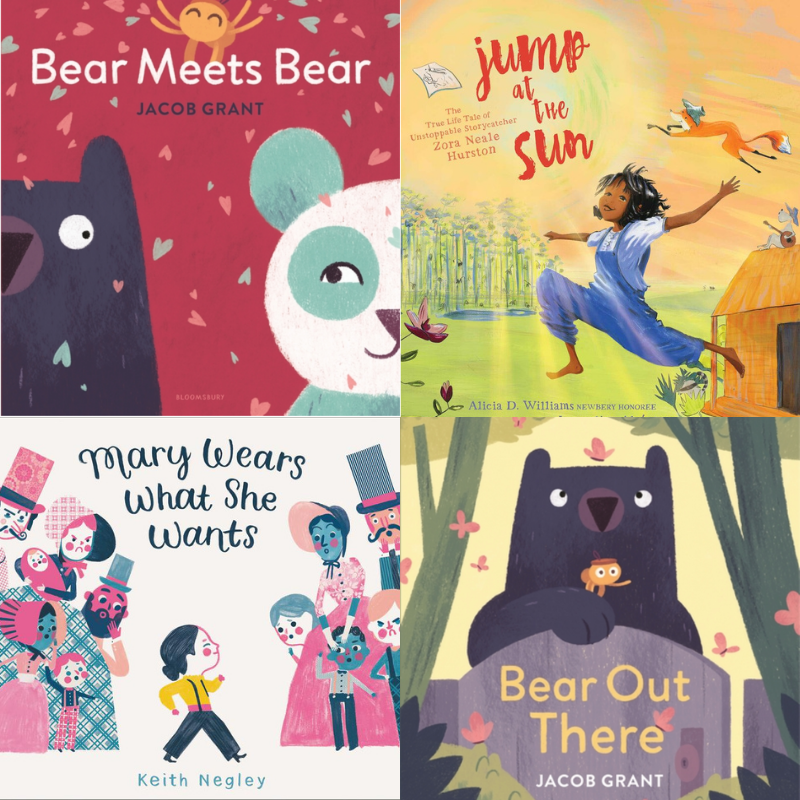 Bear Meets Bear
JACOB GRANT
BLOOMSBURY
jump
at
the
sun
The
True Life Tale of
Unstoppable Storycatcher
Zora Neale
Hurston
Alicia D. Williams NEWBERY HONOREE
Mary Wears
What She
Wants
Keith Negley
Bear Out
There
JACOB GRANT